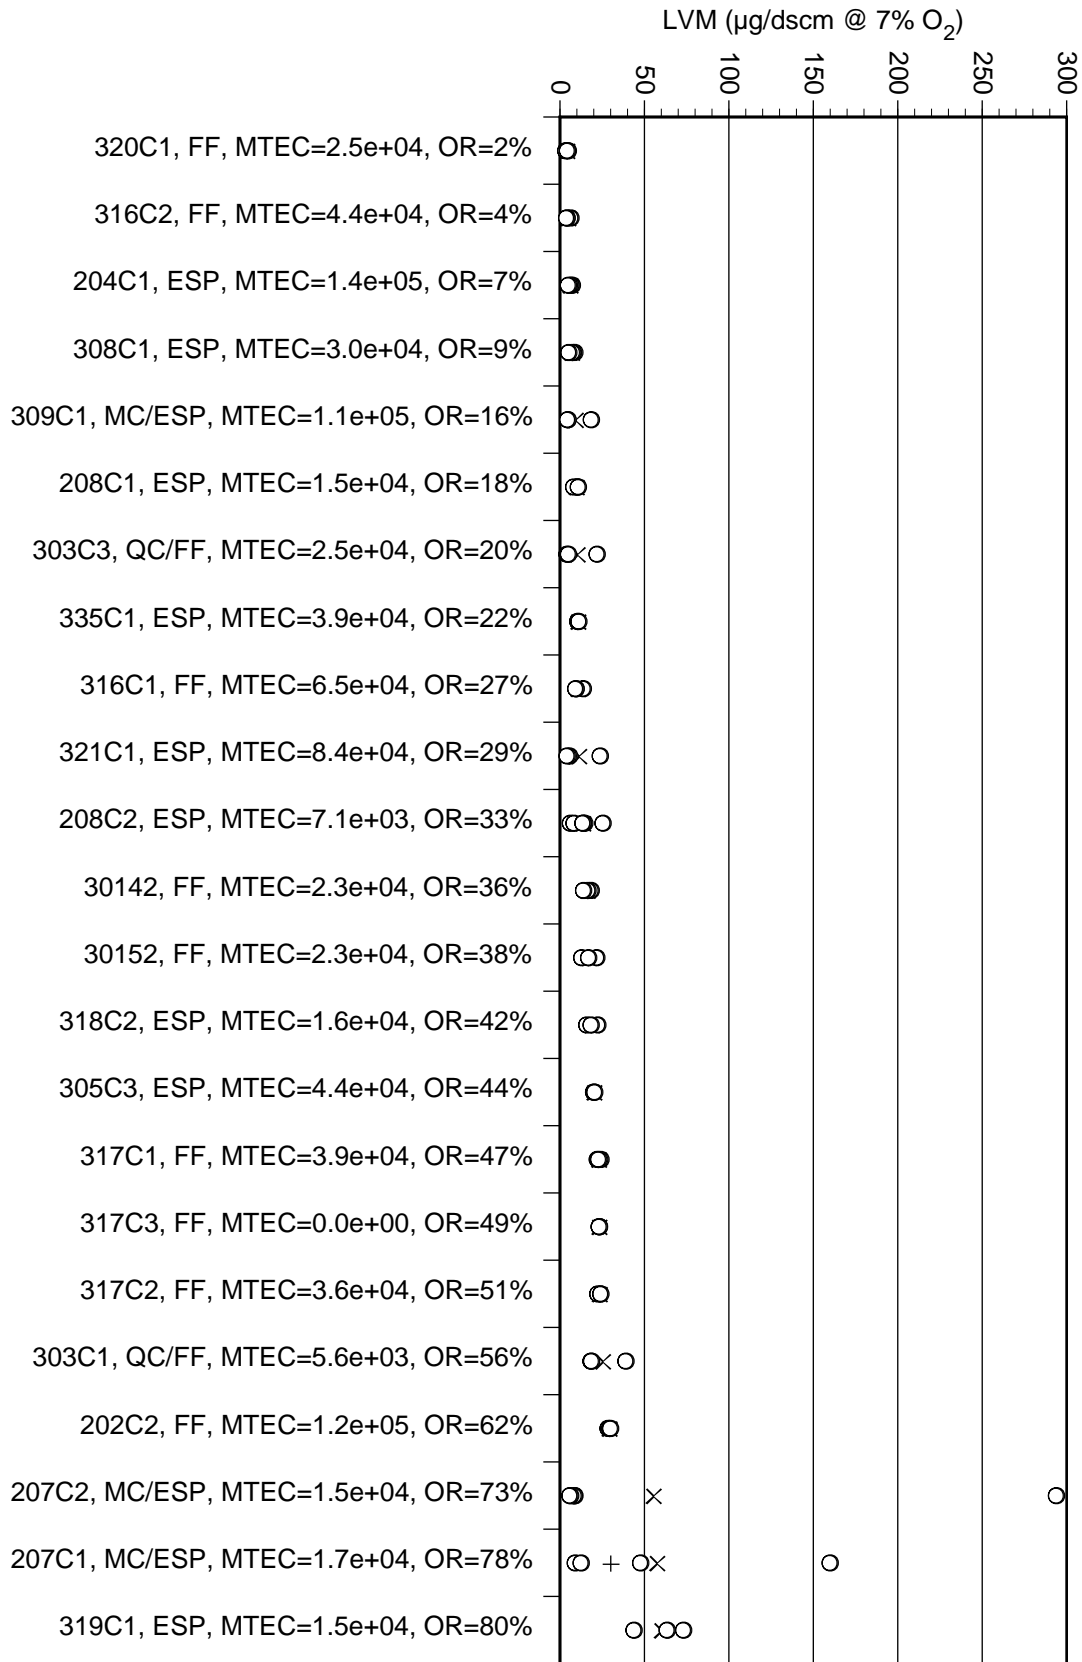 LVM (µg/dscm @ 7% O2)
0 50 100 150 200 250 300
320C1, FF, MTEC=2.5e+04, OR=2%
316C2, FF, MTEC=4.4e+04, OR=4%
204C1, ESP, MTEC=1.4e+05, OR=7%
308C1, ESP, MTEC=3.0e+04, OR=9%
309C1, MC/ESP, MTEC=1.1e+05, OR=16%
208C1, ESP, MTEC=1.5e+04, OR=18%
303C3, QC/FF, MTEC=2.5e+04, OR=20%
335C1, ESP, MTEC=3.9e+04, OR=22%
316C1, FF, MTEC=6.5e+04, OR=27%
321C1, ESP, MTEC=8.4e+04, OR=29%
208C2, ESP, MTEC=7.1e+03, OR=33%
30142, FF, MTEC=2.3e+04, OR=36%
30152, FF, MTEC=2.3e+04, OR=38%
318C2, ESP, MTEC=1.6e+04, OR=42%
305C3, ESP, MTEC=4.4e+04, OR=44%
317C1, FF, MTEC=3.9e+04, OR=47%
317C3, FF, MTEC=0.0e+00, OR=49%
317C2, FF, MTEC=3.6e+04, OR=51%
303C1, QC/FF, MTEC=5.6e+03, OR=56%
202C2, FF, MTEC=1.2e+05, OR=62%
207C2, MC/ESP, MTEC=1.5e+04, OR=73%
207C1, MC/ESP, MTEC=1.7e+04, OR=78%
319C1, ESP, MTEC=1.5e+04, OR=80%